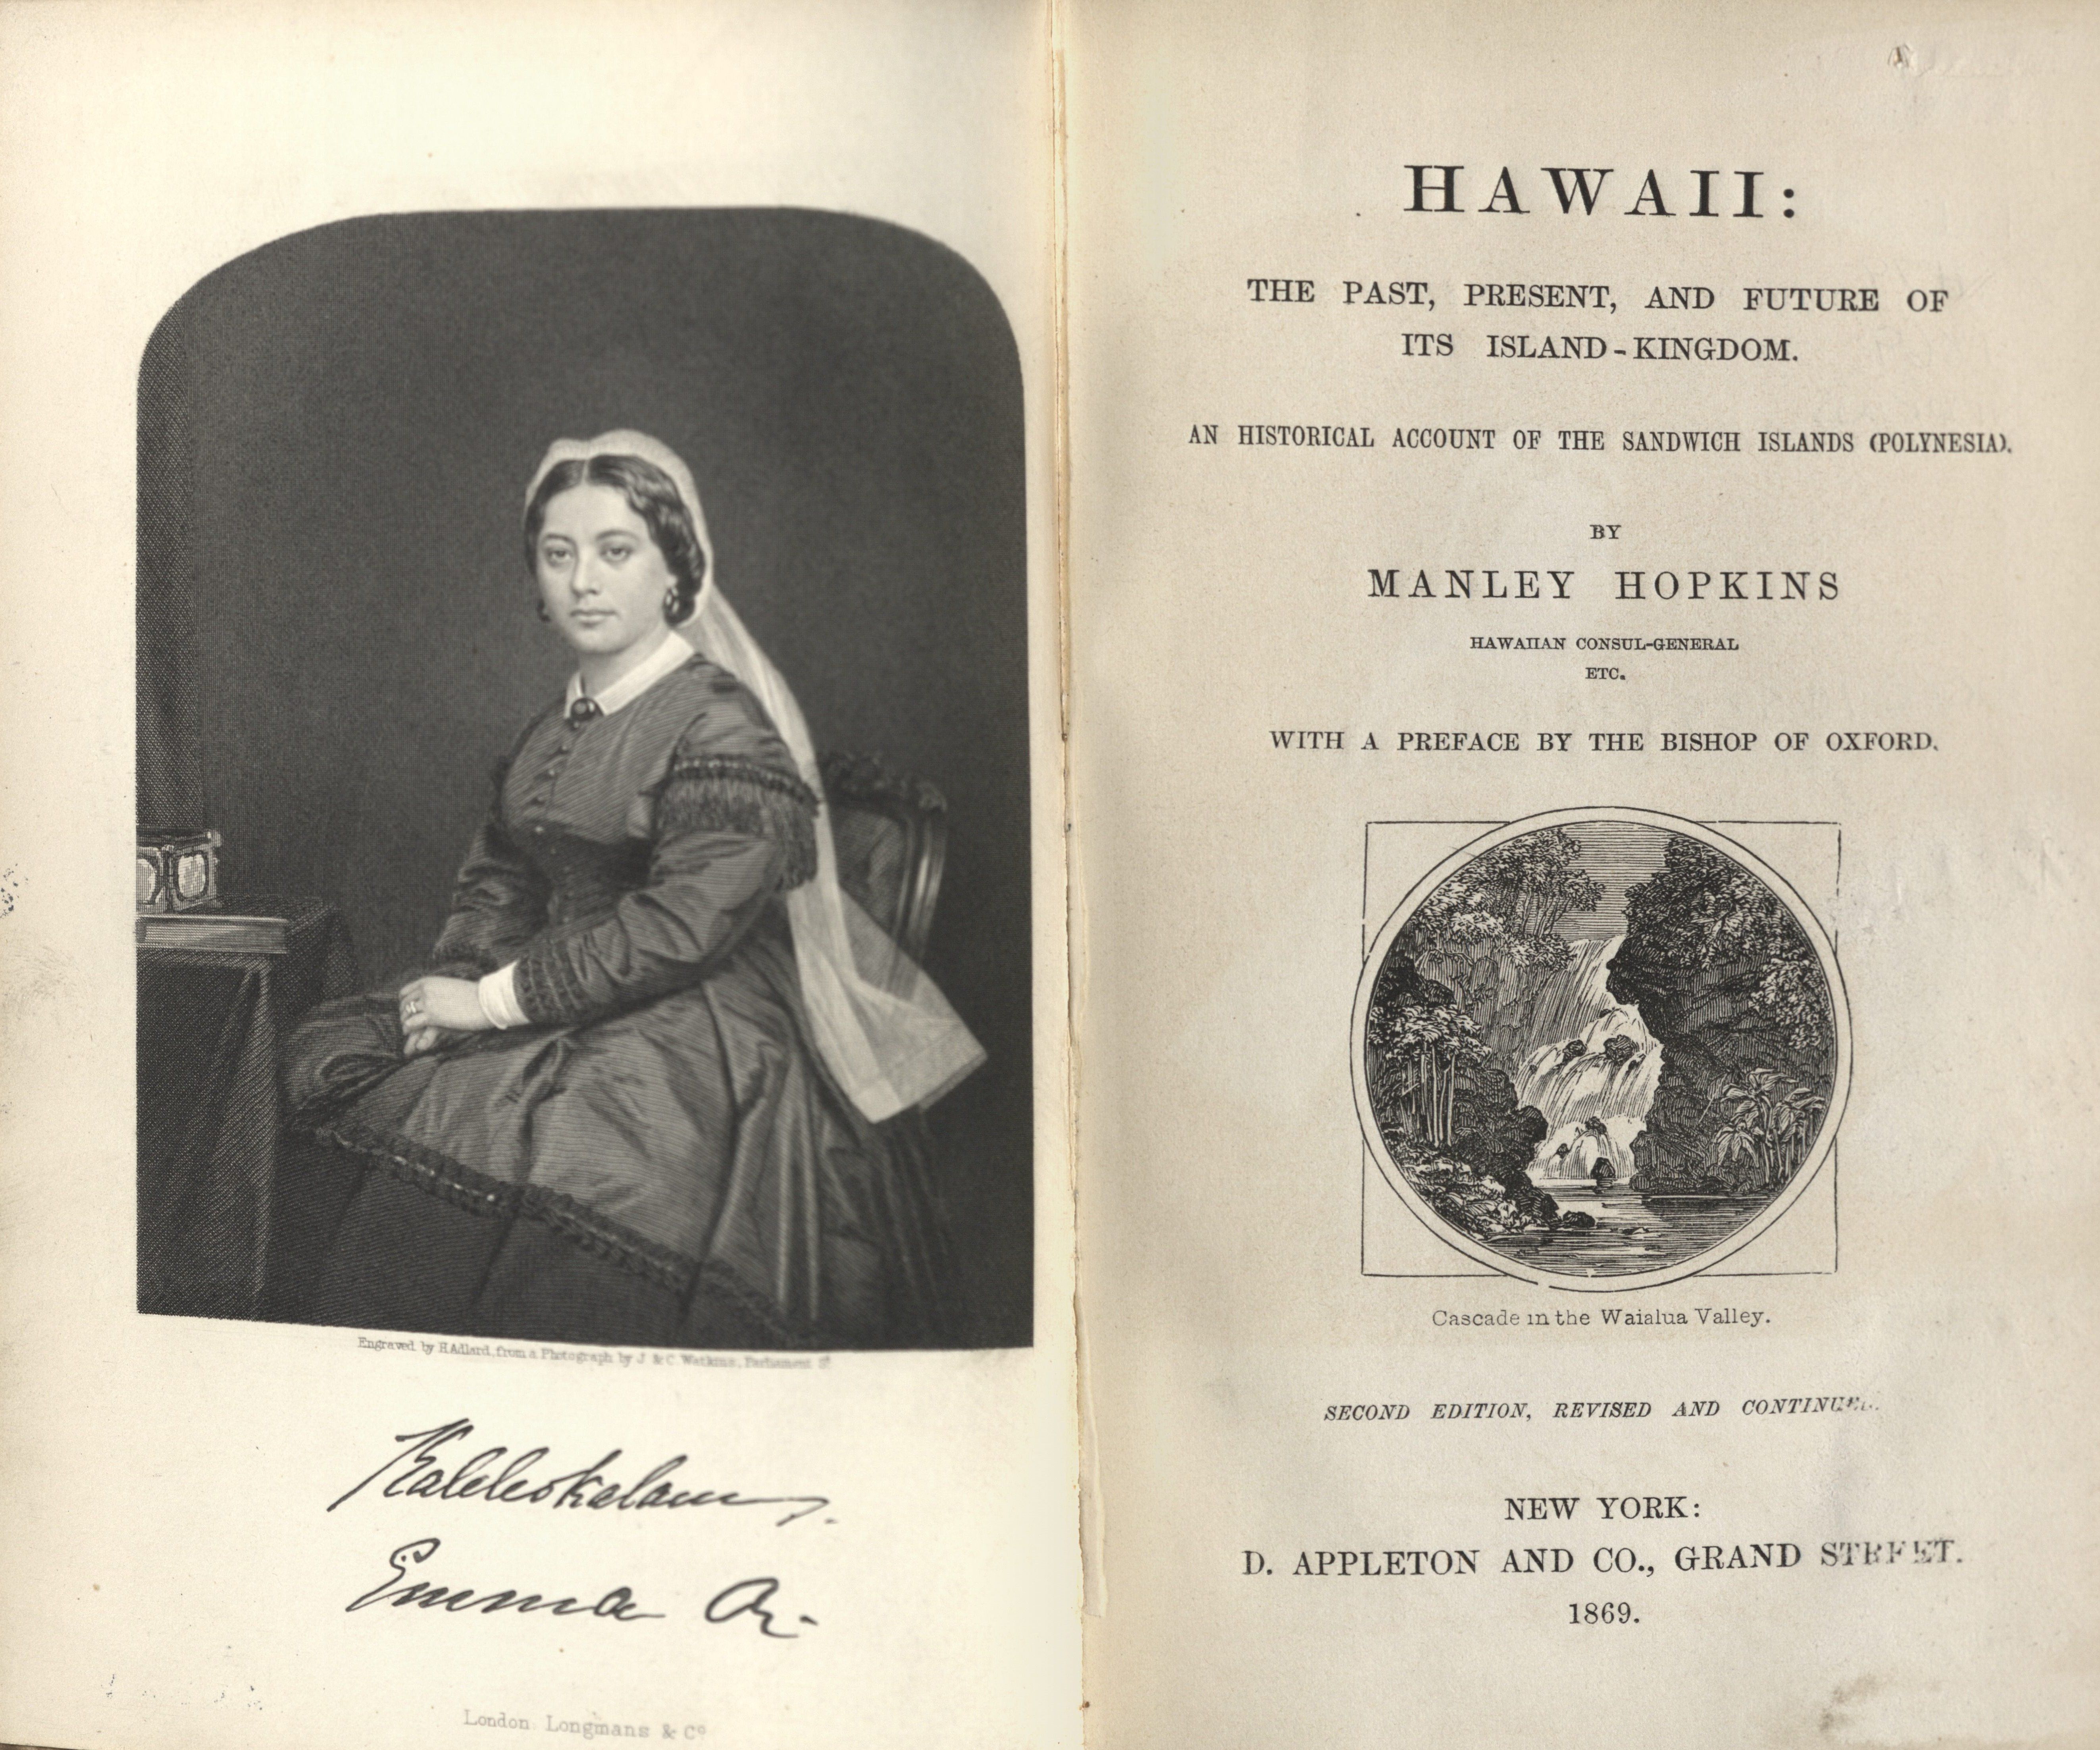 Engraved by H Adlard, from a Photograph by J & C Watkins, Parliament St
Kaleleokalani,
Emma R.
London Longmans & Co
HAWAII:
THE PAST, PRESENT, AND FUTURE OF
ITS ISLAND-KINGDOM.
AN HISTORICAL ACCOUNT OF THE SANDWICH ISLANDS (POLYNESIA).
BY
MANLEY HOPKINS
HAWAIIAN CONSUL-GENERAL
ETC.
WITH A PREFACE BY THE BISHOP OF OXFORD.
Cascade in the Waialua Valley.
SECOND EDITION, REVISED AND CONTINUED.
NEW YORK:
D. APPLETON AND CO., GRAND STREET.
1869.